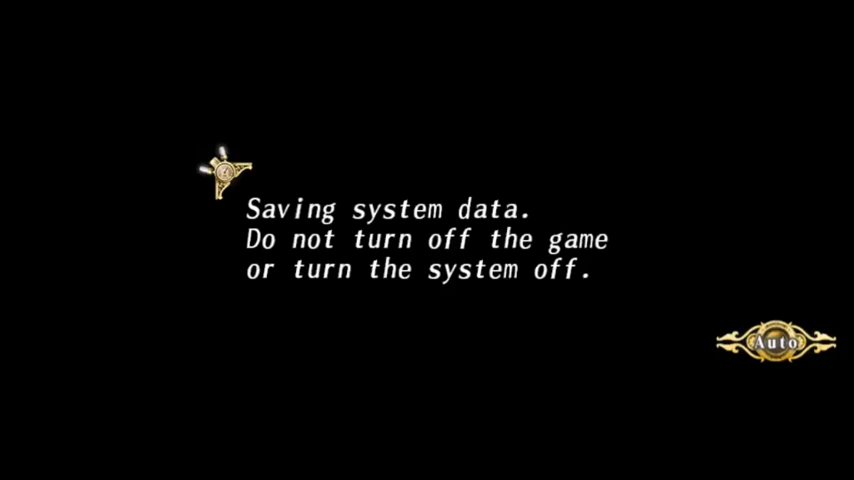 Saving system data.
Do not turn off the game
or turn the system off.
Auto